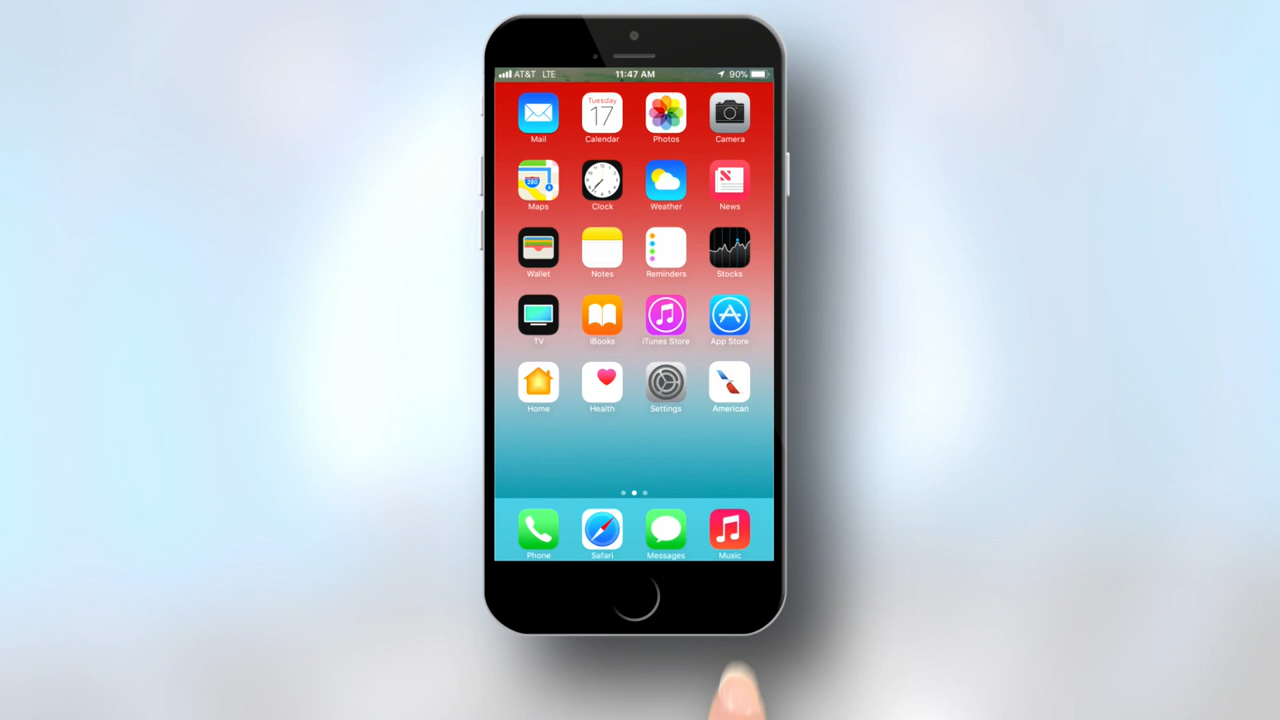 AT&T LTE 11:47 AM 90%
Tuesday
17
Mail Calendar Photos Camera
280
Maps Clock Weather News
Wallet Notes Reminders Stocks
TV iBooks iTunes Store App Store
Home Health Settings American
Phone Safari Messages Music